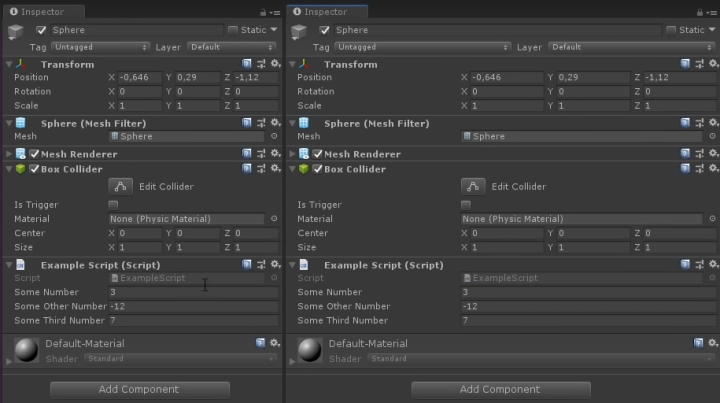 Inspector
Sphere Static
Tag Untagged Layer Default
Transform
Position X -0,646 Y 0,29 Z -1,12
Rotation X 0 Y 0 Z 0
Scale X 1 Y 1 Z 1
Sphere (Mesh Filter)
Mesh Sphere
Mesh Renderer
Box Collider
Edit Collider
Is Trigger
Material None (Physic Material)
Center X 0 Y 0 Z 0
Size X 1 Y 1 Z 1
Example Script (Script)
Script ExampleScript
Some Number 3
Some Other Number -12
Some Third Number 7
Default-Material
Shader Standard
Add Component
Inspector
Sphere Static
Tag Untagged Layer Default
Transform
Position X -0,646 Y 0,29 Z -1,12
Rotation X 0 Y 0 Z 0
Scale X 1 Y 1 Z 1
Sphere (Mesh Filter)
Mesh Sphere
Mesh Renderer
Box Collider
Edit Collider
Is Trigger
Material None (Physic Material)
Center X 0 Y 0 Z 0
Size X 1 Y 1 Z 1
Example Script (Script)
Script ExampleScript
Some Number 3
Some Other Number -12
Some Third Number 7
Default-Material
Shader Standard
Add Component